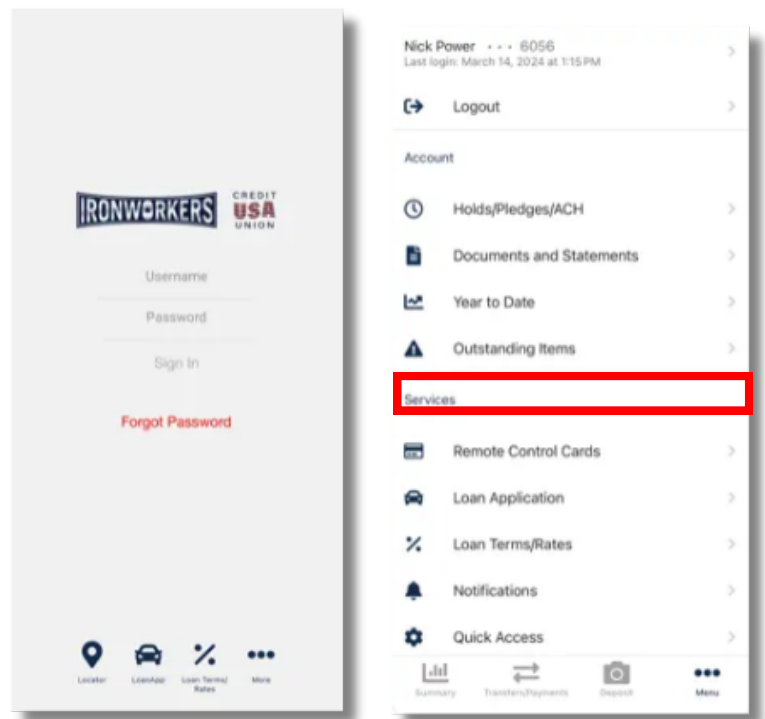 IRONWORKERS
CREDIT
USA
UNION
Username
Password
Sign In
Forgot Password
Locator
LoanApp
Loan Terms/
Rates
More
Nick Power • • • 6056
Last login: March 14, 2024 at 1:15 PM
Logout
Account
Holds/Pledges/ACH
Documents and Statements
Year to Date
Outstanding Items
Services
Remote Control Cards
Loan Application
Loan Terms/Rates
Notifications
Quick Access
Summary
Transfers/Payments
Deposit
Menu